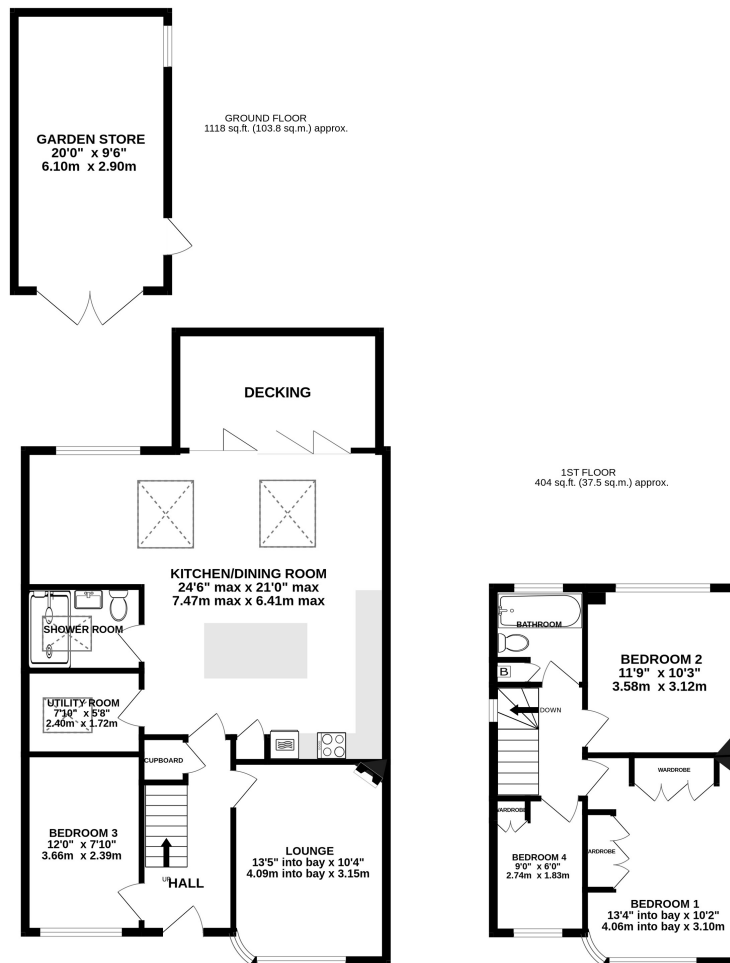 GARDEN STORE
20'0" x 9'6"
6.10m x 2.90m
GROUND FLOOR
1118 sq.ft. (103.8 sq.m.) approx.
DECKING
KITCHEN/DINING ROOM
24'6" max x 21'0" max
7.47m max x 6.41m max
SHOWER ROOM
UTILITY ROOM
7'10" x 5'8"
2.40m x 1.72m
CUPBOARD
BEDROOM 3
12'0" x 7'10"
3.66m x 2.39m
UP
HALL
LOUNGE
13'5" into bay x 10'4"
4.09m into bay x 3.15m
1ST FLOOR
404 sq.ft. (37.5 sq.m.) approx.
BATHROOM
B
BEDROOM 2
11'9" x 10'3"
3.58m x 3.12m
DOWN
WARDROBE
WARDROBE
ARDROBE
BEDROOM 4
9'0" x 6'0"
2.74m x 1.83m
BEDROOM 1
13'4" into bay x 10'2"
4.06m into bay x 3.10m